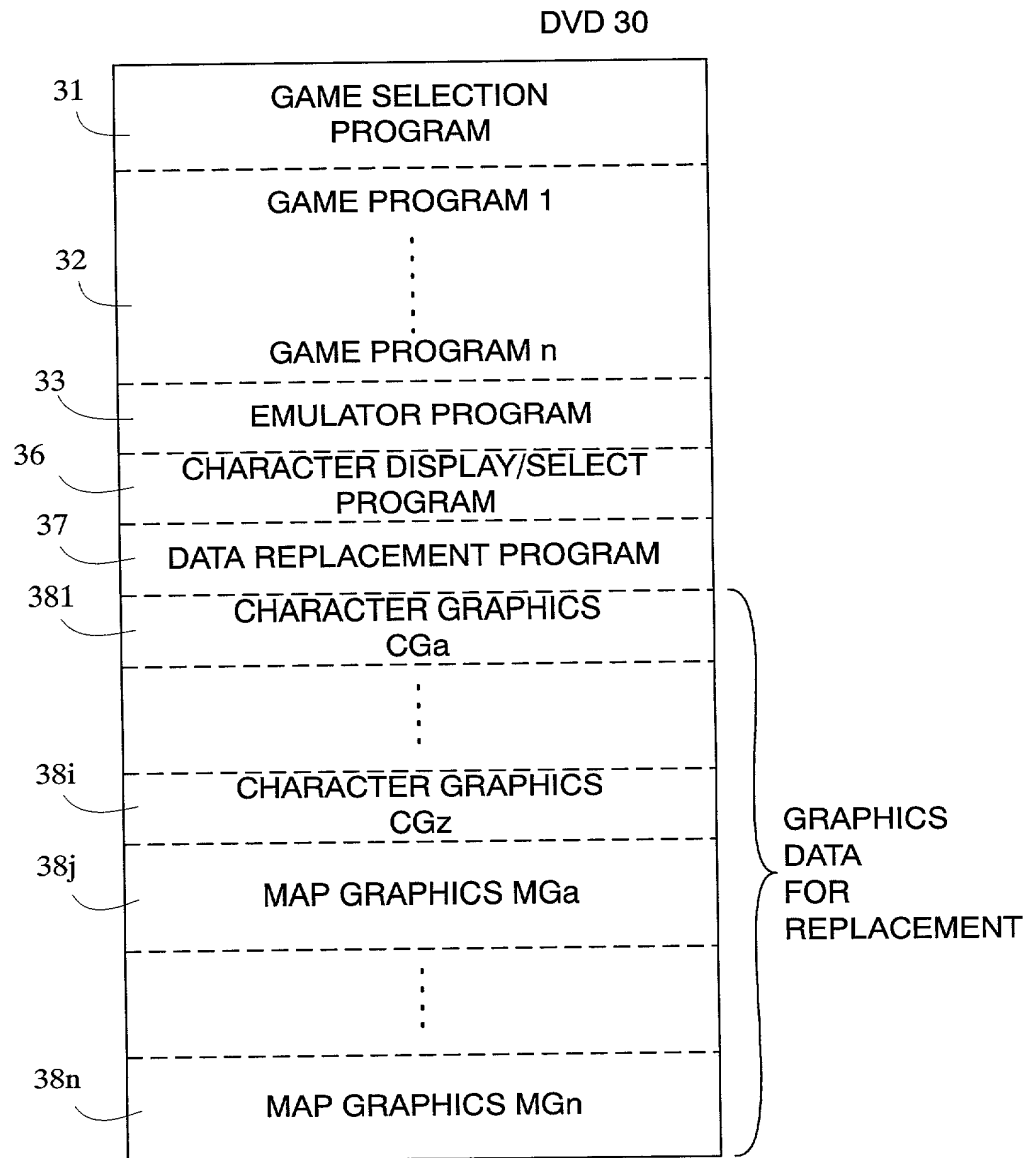 DVD 30
31
GAME SELECTION
PROGRAM
GAME PROGRAM 1
32
GAME PROGRAM n
33
EMULATOR PROGRAM
36
CHARACTER DISPLAY/SELECT
PROGRAM
37
DATA REPLACEMENT PROGRAM
381
CHARACTER GRAPHICS
CGa
38i
CHARACTER GRAPHICS
CGz
38j
MAP GRAPHICS MGa
38n
MAP GRAPHICS MGn
GRAPHICS
DATA
FOR
REPLACEMENT